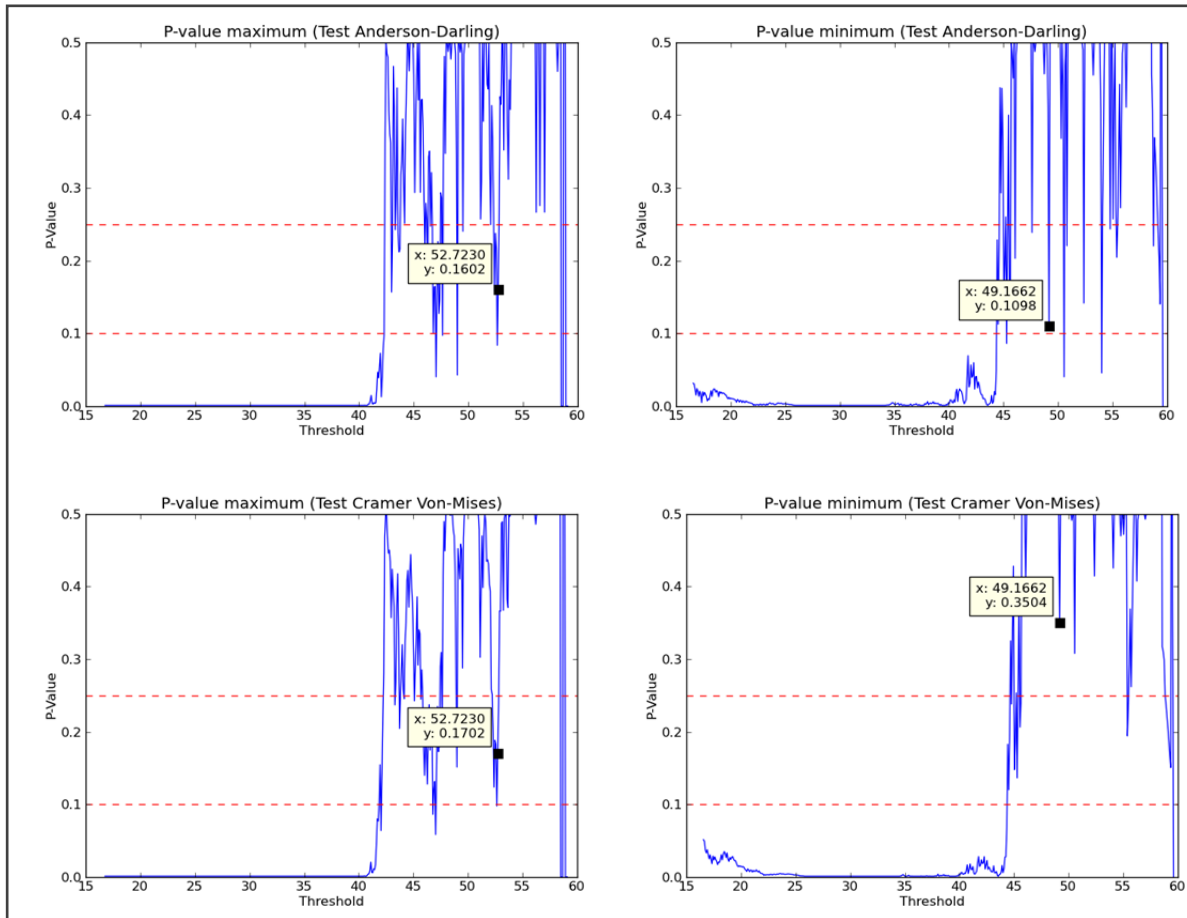 P-value maximum (Test Anderson-Darling)
0.5
0.4
0.3
0.2
0.1
0.0
P-Value
x: 52.7230
y: 0.1602
15 20 25 30 35 40 45 50 55 60
Threshold
P-value minimum (Test Anderson-Darling)
0.5
0.4
0.3
0.2
0.1
0.0
P-Value
x: 49.1662
y: 0.1098
15 20 25 30 35 40 45 50 55 60
Threshold
P-value maximum (Test Cramer Von-Mises)
0.5
0.4
0.3
0.2
0.1
0.0
P-Value
x: 52.7230
y: 0.1702
15 20 25 30 35 40 45 50 55 60
Threshold
P-value minimum (Test Cramer Von-Mises)
0.5
0.4
0.3
0.2
0.1
0.0
P-Value
x: 49.1662
y: 0.3504
15 20 25 30 35 40 45 50 55 60
Threshold